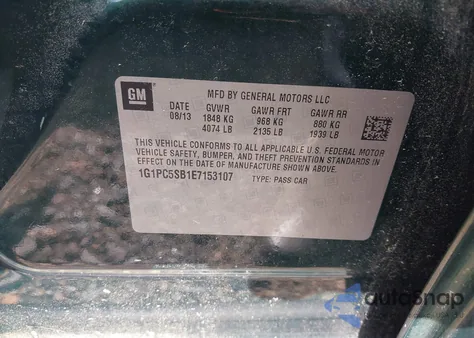 GM
MFD BY GENERAL MOTORS LLC
DATE GVWR GAWR FRT GAWR RR
08/13 1848 KG 968 KG 880 KG
4074 LB 2135 LB 1939 LB
THIS VEHICLE CONFORMS TO ALL APPLICABLE U.S. FEDERAL MOTOR
VEHICLE SAFETY, BUMPER, AND THEFT PREVENTION STANDARDS IN
EFFECT ON THE DATE OF MANUFACTURE SHOWN ABOVE.
1G1PC5SB1E7153107
TYPE: PASS CAR
autoSnap